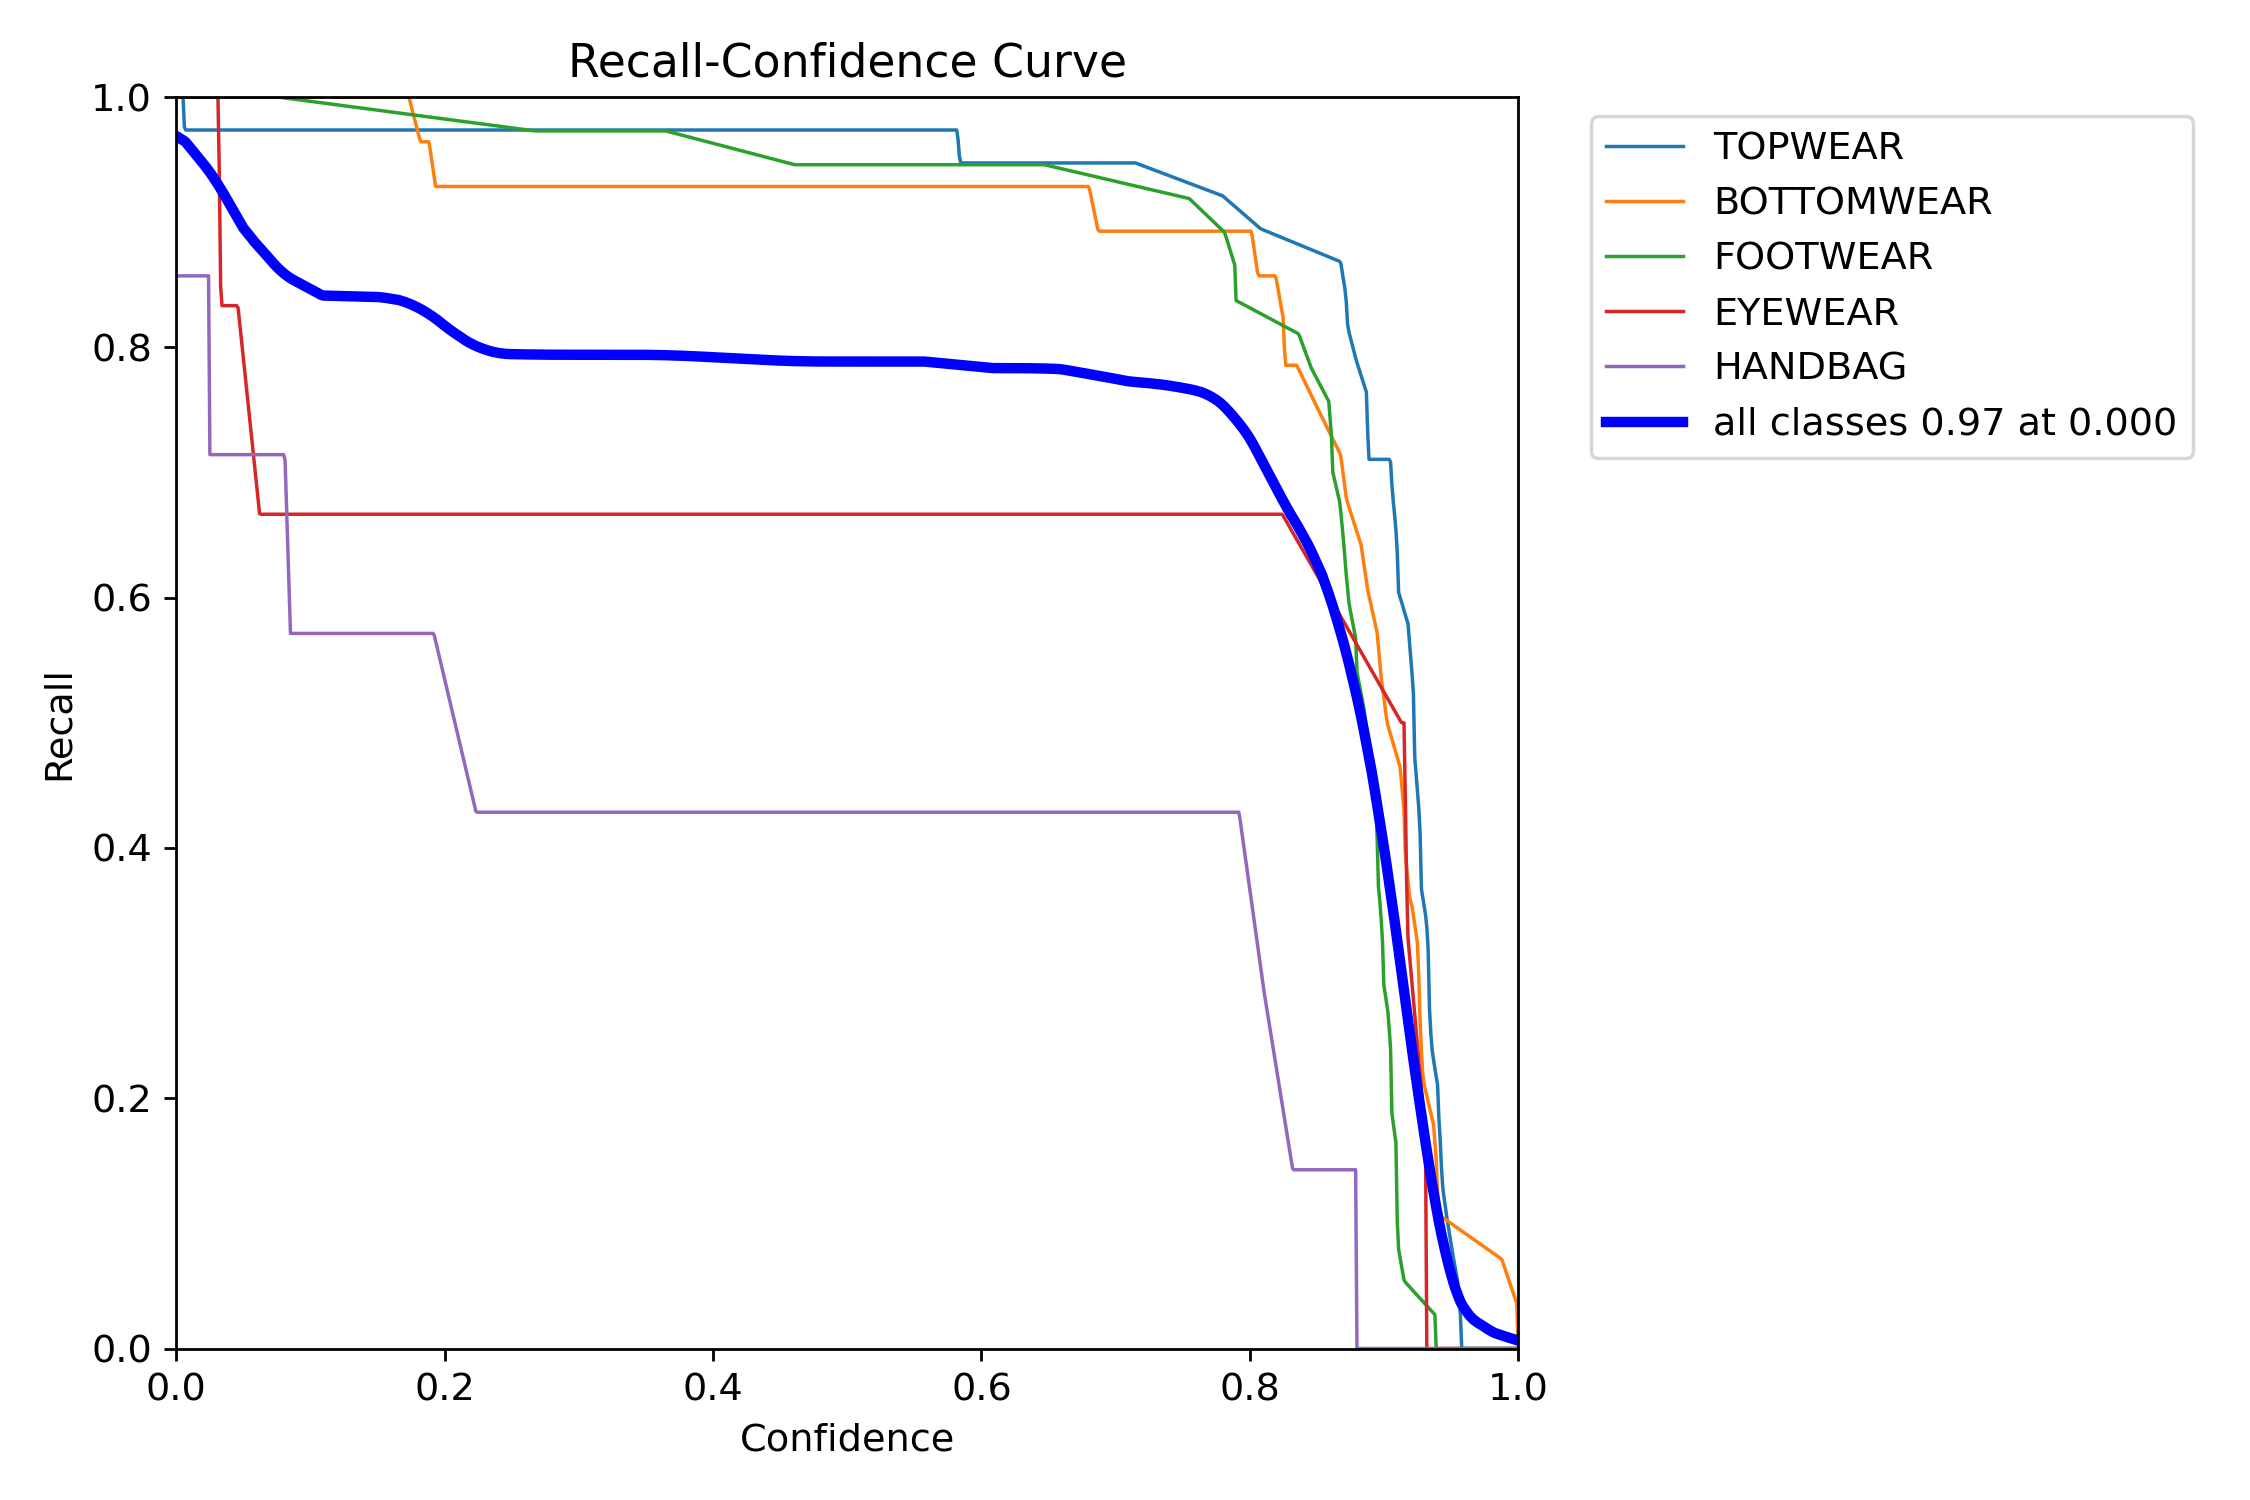 Recall-Confidence Curve
1.0
0.8
0.6
0.4
0.2
0.0
Recall
0.0 0.2 0.4 0.6 0.8 1.0
Confidence
TOPWEAR
BOTTOMWEAR
FOOTWEAR
EYEWEAR
HANDBAG
all classes 0.97 at 0.000